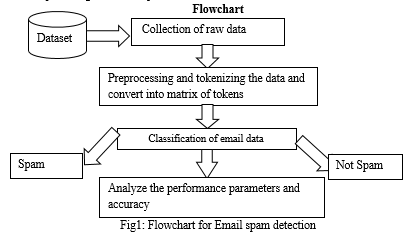 Flowchart
Dataset
Collection of raw data
Preprocessing and tokenizing the data and
convert into matrix of tokens
Classification of email data
Spam
Not Spam
Analyze the performance parameters and
accuracy
Fig1: Flowchart for Email spam detection